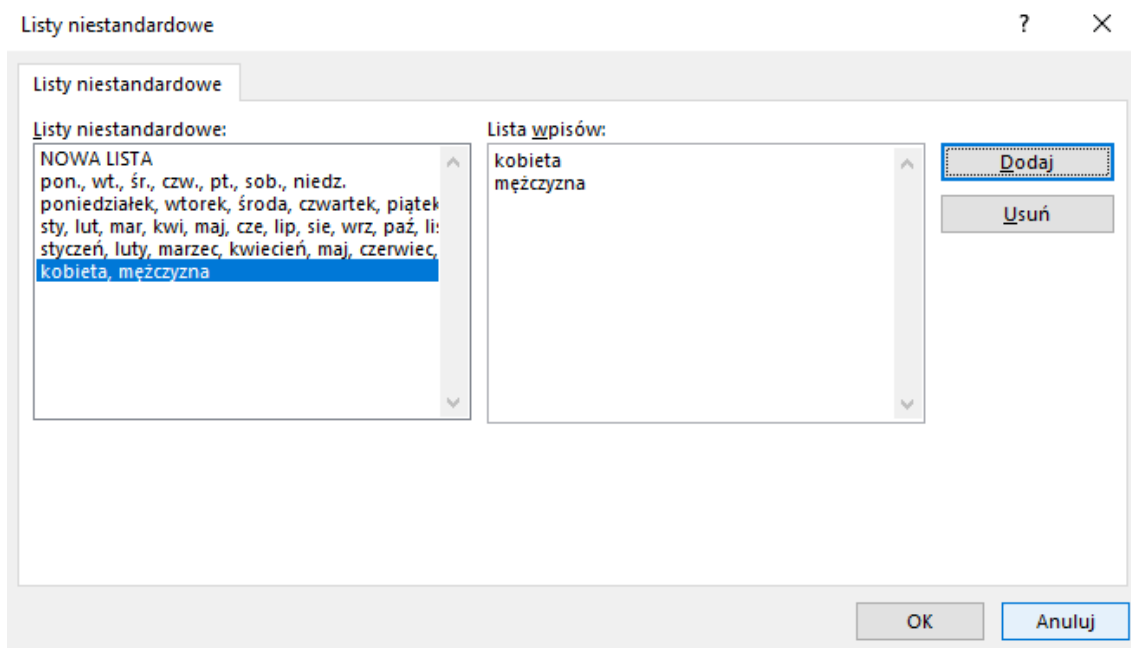 Listy niestandardowe
?
Listy niestandardowe
Listy niestandardowe:
NOWA LISTA
pon., wt., śr., czw., pt., sob., niedz.
poniedziałek, wtorek, środa, czwartek, piątek
sty, lut, mar, kwi, maj, cze, lip, sie, wrz, paź, lis
styczeń, luty, marzec, kwiecień, maj, czerwiec,
kobieta, mężczyzna
Lista wpisów:
kobieta
mężczyzna
Dodaj
Usuń
OK
Anuluj